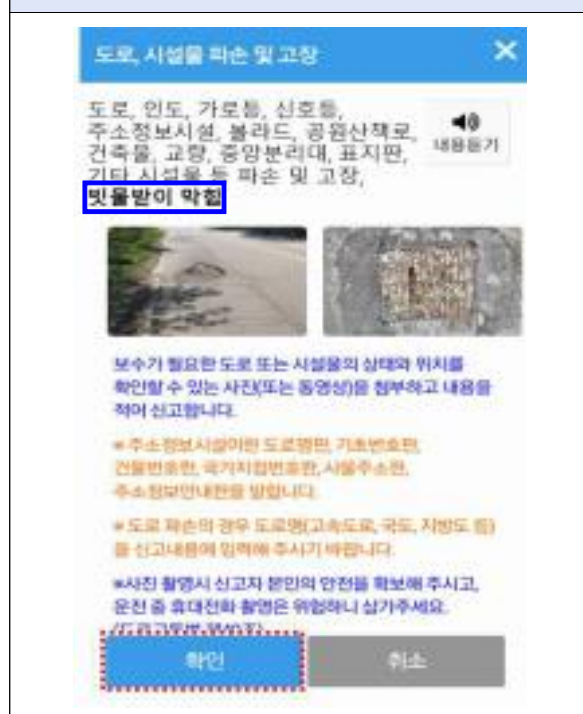 도로, 시설물 파손 및 고장
도로, 인도, 가로등, 신호등,
주소정보시설, 볼라드, 공원산책로,
건축물, 교량, 중앙분리대, 표지판,
기타 시설물 등 파손 및 고장,
빗물받이 막힘
내용듣기
보수가 필요한 도로 또는 시설물의 상태와 위치를
확인할 수 있는 사진(또는 동영상)을 첨부하고 내용을
적어 신고합니다.
※주소정보시설이란 도로명판, 기초번호판,
건물번호판, 국가지점번호판, 사물주소판,
주소정보안내판을 말합니다.
※도로 파손의 경우 도로명(고속도로, 국도, 지방도 등)
을 신고내용에 입력해 주시기 바랍니다.
※사진 촬영시 신고자 본인의 안전을 확보해 주시고,
운전 중 휴대전화 촬영은 위험하니 삼가주세요.
확인
취소